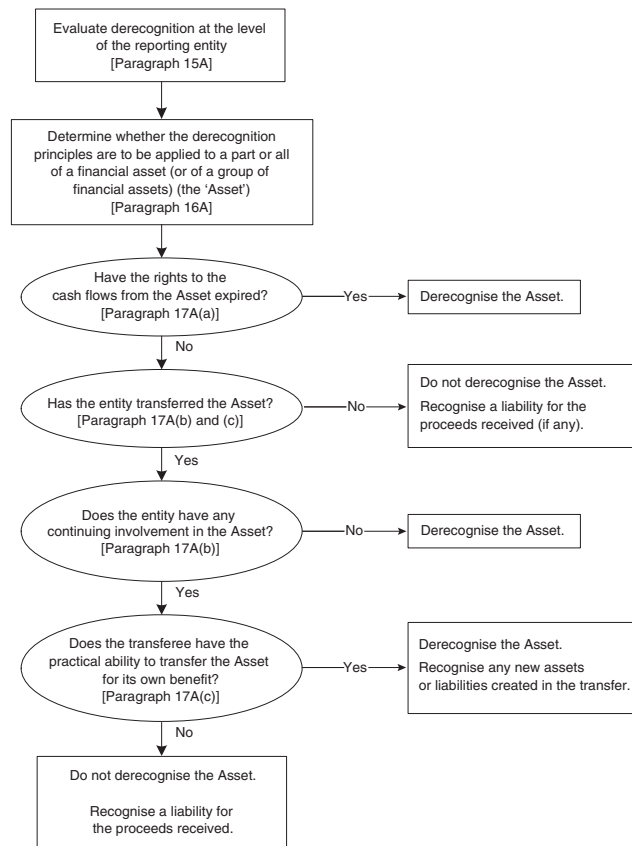 Evaluate derecognition at the level
of the reporting entity
[Paragraph 15A]
Determine whether the derecognition
principles are to be applied to a part or all
of a financial asset (or of a group of
financial assets) (the ‘Asset’)
[Paragraph 16A]
Have the rights to the
cash flows from the Asset expired?
[Paragraph 17A(a)]
Yes
Derecognise the Asset.
No
Has the entity transferred the Asset?
[Paragraph 17A(b) and (c)]
No
Do not derecognise the Asset.
Recognise a liability for the
proceeds received (if any).
Yes
Does the entity have any
continuing involvement in the Asset?
[Paragraph 17A(b)]
No
Derecognise the Asset.
Yes
Does the transferee have the
practical ability to transfer the Asset
for its own benefit?
[Paragraph 17A(c)]
Yes
Derecognise the Asset.
Recognise any new assets
or liabilities created in the transfer.
No
Do not derecognise the Asset.
Recognise a liability for
the proceeds received.